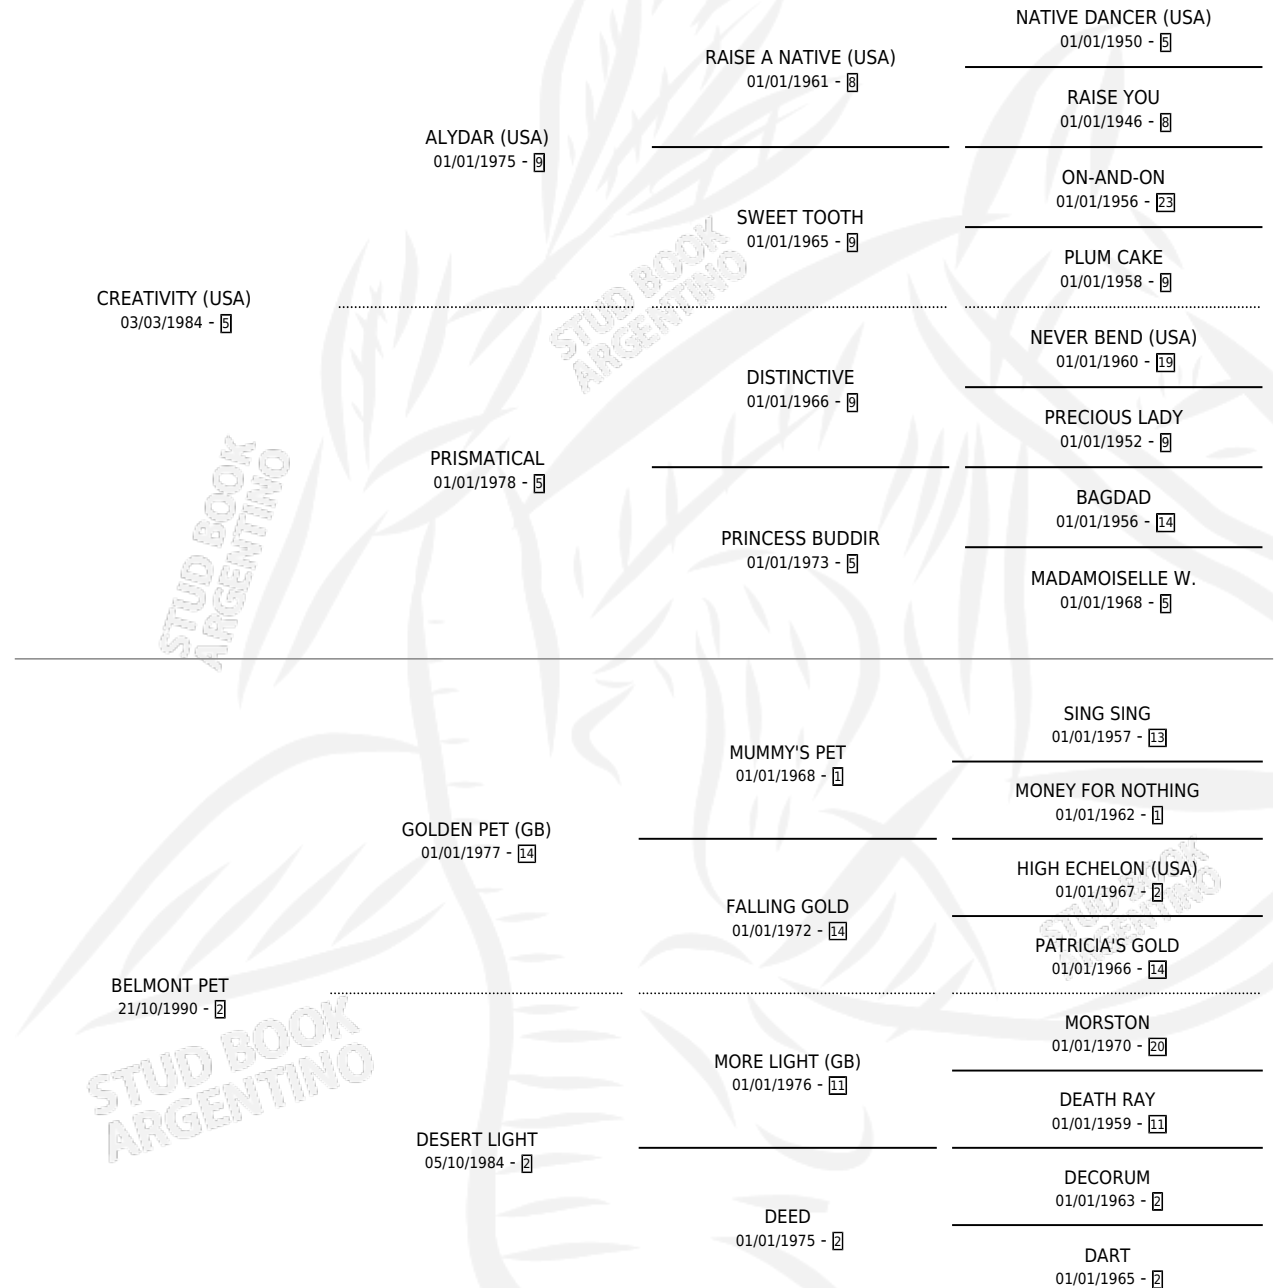 NATIVE DANCER (USA)
01/01/1950 - 5
RAISE A NATIVE (USA)
01/01/1961 - 8
RAISE YOU
01/01/1946 - 8
ALYDAR (USA)
01/01/1975 - 9
ON-AND-ON
01/01/1956 - 23
SWEET TOOTH
01/01/1965 - 9
PLUM CAKE
01/01/1958 - 9
CREATIVITY (USA)
03/03/1984 - 5
NEVER BEND (USA)
01/01/1960 - 19
DISTINCTIVE
01/01/1966 - 9
PRECIOUS LADY
01/01/1952 - 9
PRISMATICAL
01/01/1978 - 5
BAGDAD
01/01/1956 - 14
PRINCESS BUDDIR
01/01/1973 - 5
MADAMOISELLE W.
01/01/1968 - 5
STUD BOOK
ARGENTINO
STUD BOOK
ARGENTINO
SING SING
01/01/1957 - 13
MUMMY'S PET
01/01/1968 - 1
MONEY FOR NOTHING
01/01/1962 - 1
GOLDEN PET (GB)
01/01/1977 - 14
HIGH ECHELON (USA)
01/01/1967 - 2
FALLING GOLD
01/01/1972 - 14
PATRICIA'S GOLD
01/01/1966 - 14
BELMONT PET
21/10/1990 - 2
MORSTON
01/01/1970 - 20
MORE LIGHT (GB)
01/01/1976 - 11
DEATH RAY
01/01/1959 - 11
DESERT LIGHT
05/10/1984 - 2
DECORUM
01/01/1963 - 2
DEED
01/01/1975 - 2
DART
01/01/1965 - 2
STUD BOOK
ARGENTINO
STUD BOOK
ARGENTINO